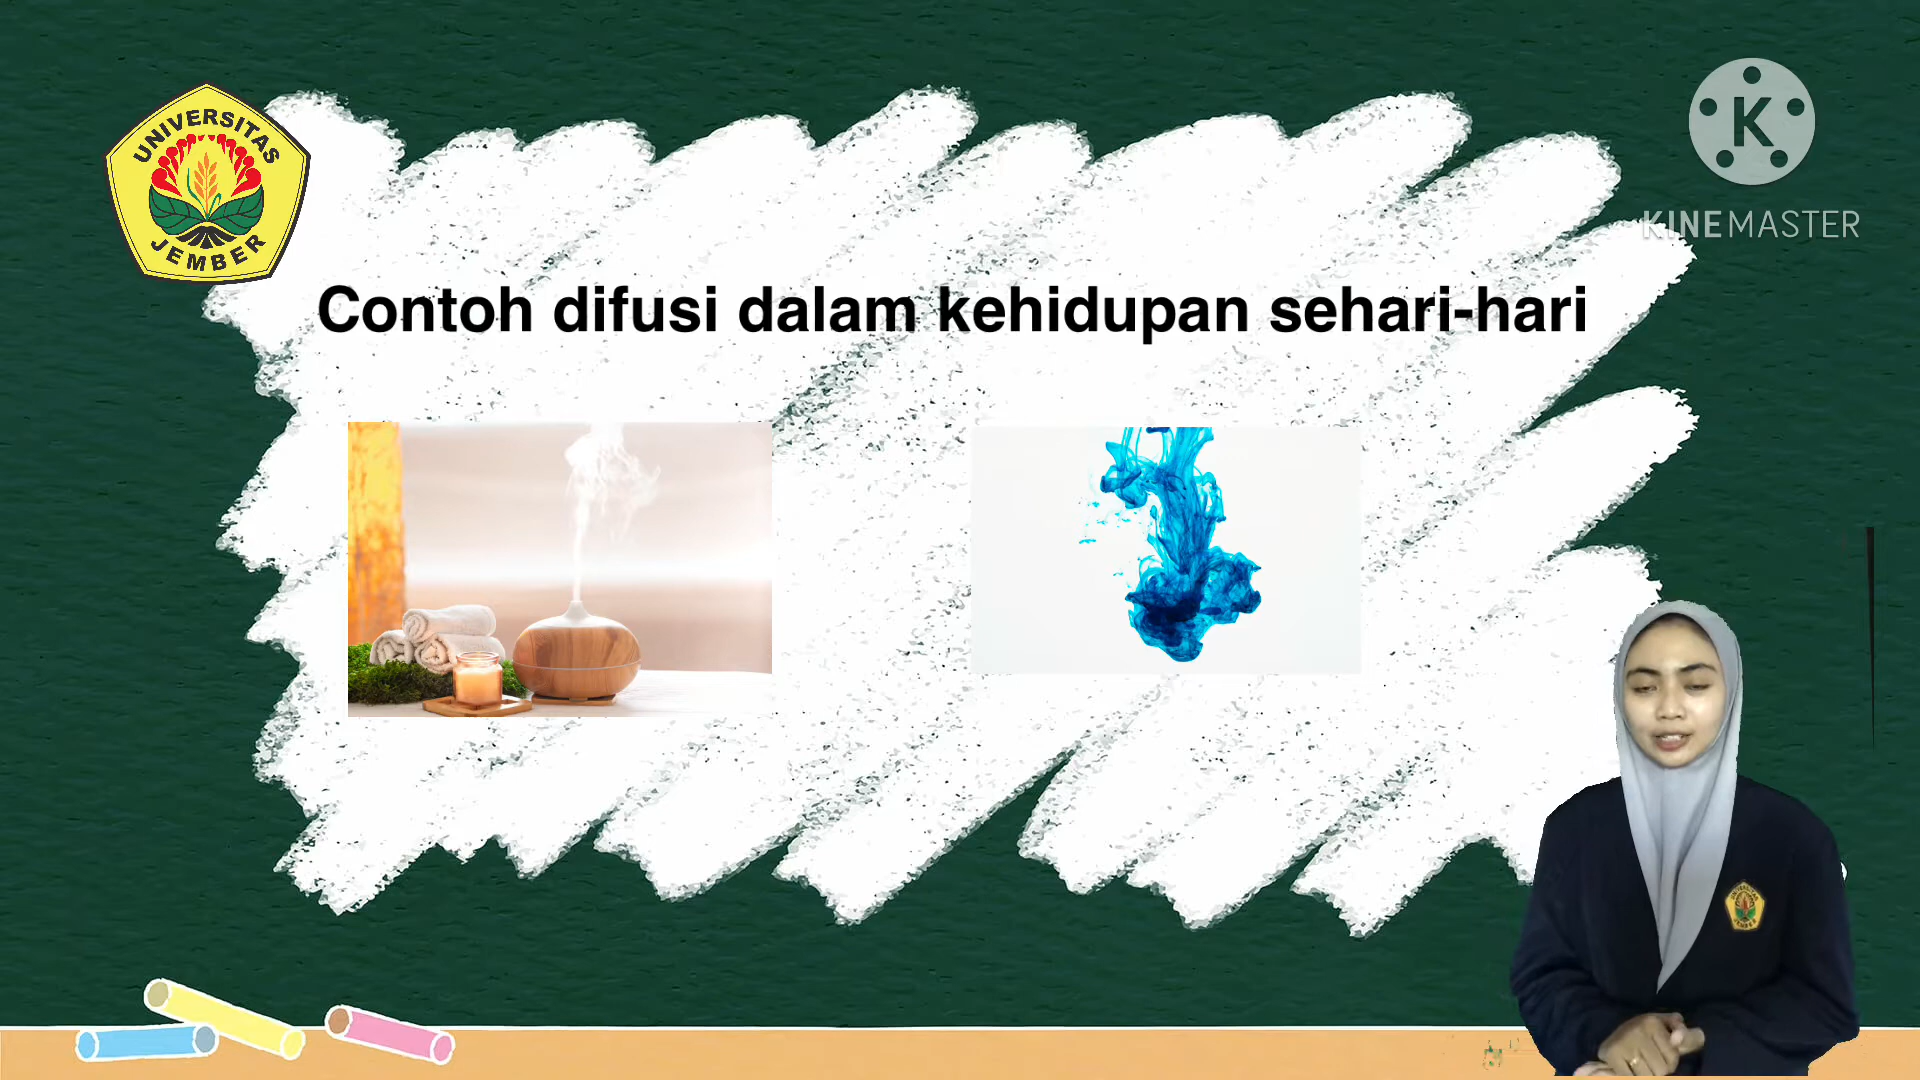 UNIVERSITAS
JEMBER
K
KINEMASTER
Contoh difusi dalam kehidupan sehari-hari